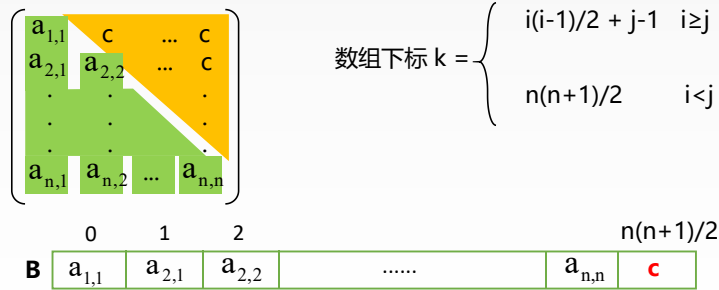 a1,1 c ... c
a2,1 a2,2 ... c
. . .
. . .
. . .
an,1 an,2 ... an,n
数组下标 k =
i(i-1)/2 + j-1 i≥j
n(n+1)/2 i<j
0 1 2 n(n+1)/2
B a1,1 a2,1 a2,2 ...... an,n c